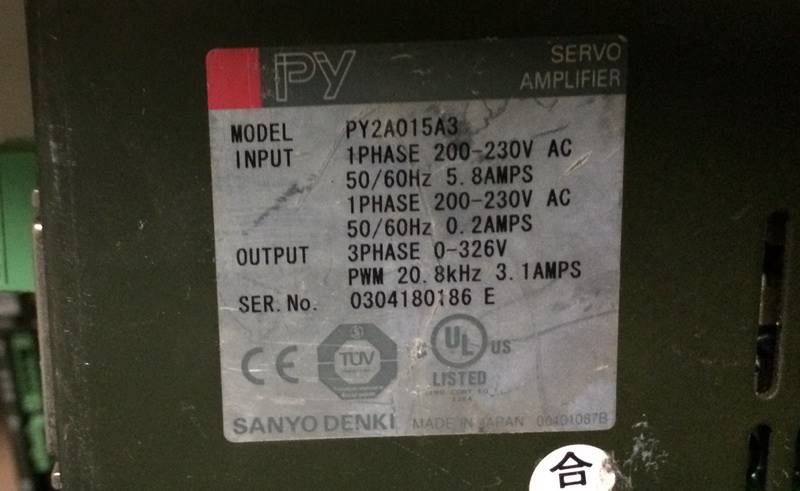 PY
SERVO
AMPLIFIER
MODEL PY2A015A3
INPUT 1PHASE 200-230V AC
50/60Hz 5.8AMPS
1PHASE 200-230V AC
50/60Hz 0.2AMPS
OUTPUT 3PHASE 0-326V
PWM 20.8kHz 3.1AMPS
SER.No. 0304180186 E
CE TÜV c UL US
LISTED
SANYO DENKI MADE IN JAPAN 00401087B
合